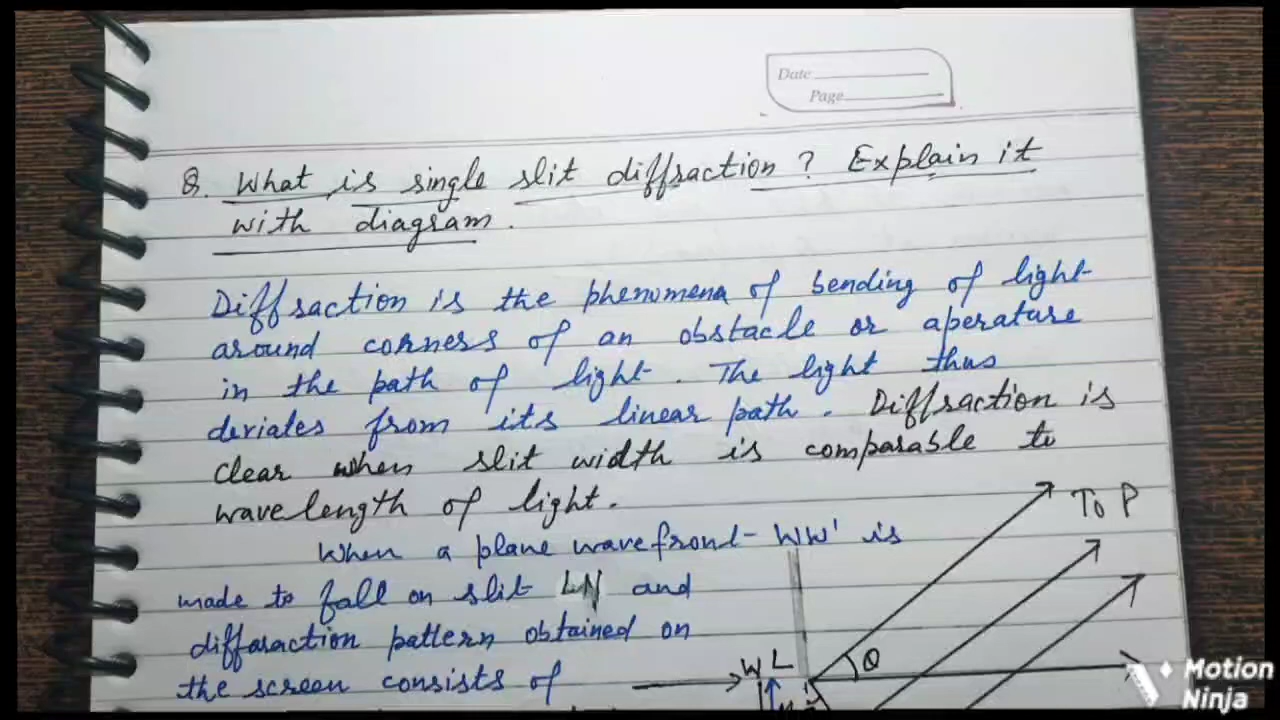 Date
Page
Q. What is single slit diffraction? Explain it
with diagram.
Diffraction is the phenomena of bending of light
around corners of an obstacle or aperature
in the path of light. The light thus
deviates from its linear path. Diffraction is
clear when slit width is comparable to
wavelength of light.
When a plane wavefront WW' is
made to fall on slit LN and
diffaraction pattern obtained on
the screen consists of
To P
W L
θ
Motion
Ninja